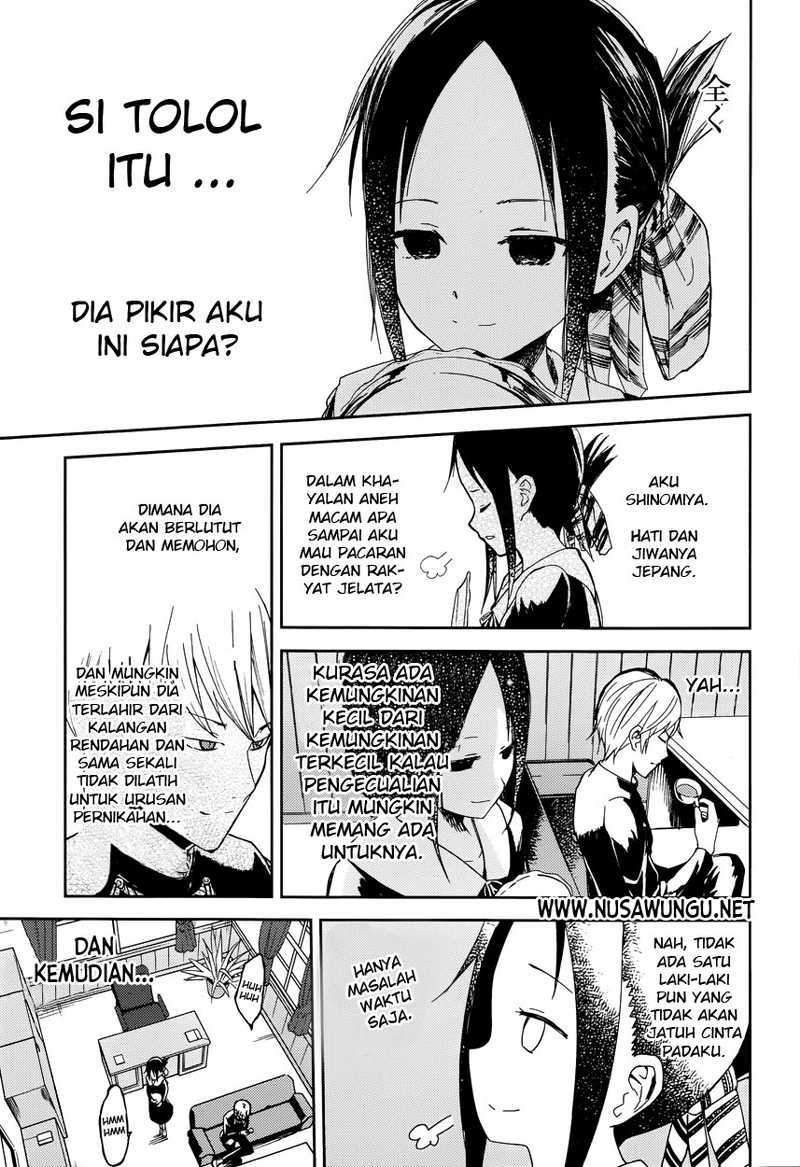 全く
SI TOLOL
ITU ...
DIA PIKIR AKU
INI SIAPA?
AKU
SHINOMIYA.
HATI DAN
JIWANYA
JEPANG.
DALAM KHA-
YALAN ANEH
MACAM APA
SAMPAI AKU
MAU PACARAN
DENGAN RAK-
YAT JELATA?
YAH...
KURASA ADA
KEMUNGKINAN
KECIL DARI
KEMUNGKINAN
TERKECIL KALAU
PENGECUALIAN
ITU MUNGKIN
MEMANG ADA
UNTUKNYA.
DIMANA DIA
AKAN BERLUTUT
DAN MEMOHON,
DAN MUNGKIN
MESKIPUN DIA
TERLAHIR DARI
KALANGAN
RENDAHAN DAN
SAMA SEKALI
TIDAK DILATIH
UNTUK URUSAN
PERNIKAHAN...
WWW.NUSAWUNGU.NET
NAH, TIDAK
ADA SATU
LAKI-LAKI
PUN YANG
TIDAK AKAN
JATUH CINTA
PADAKU.
HANYA
MASALAH
WAKTU
SAJA.
DAN
KEMUDIAN...
HUH
HUH
HMM
HMM